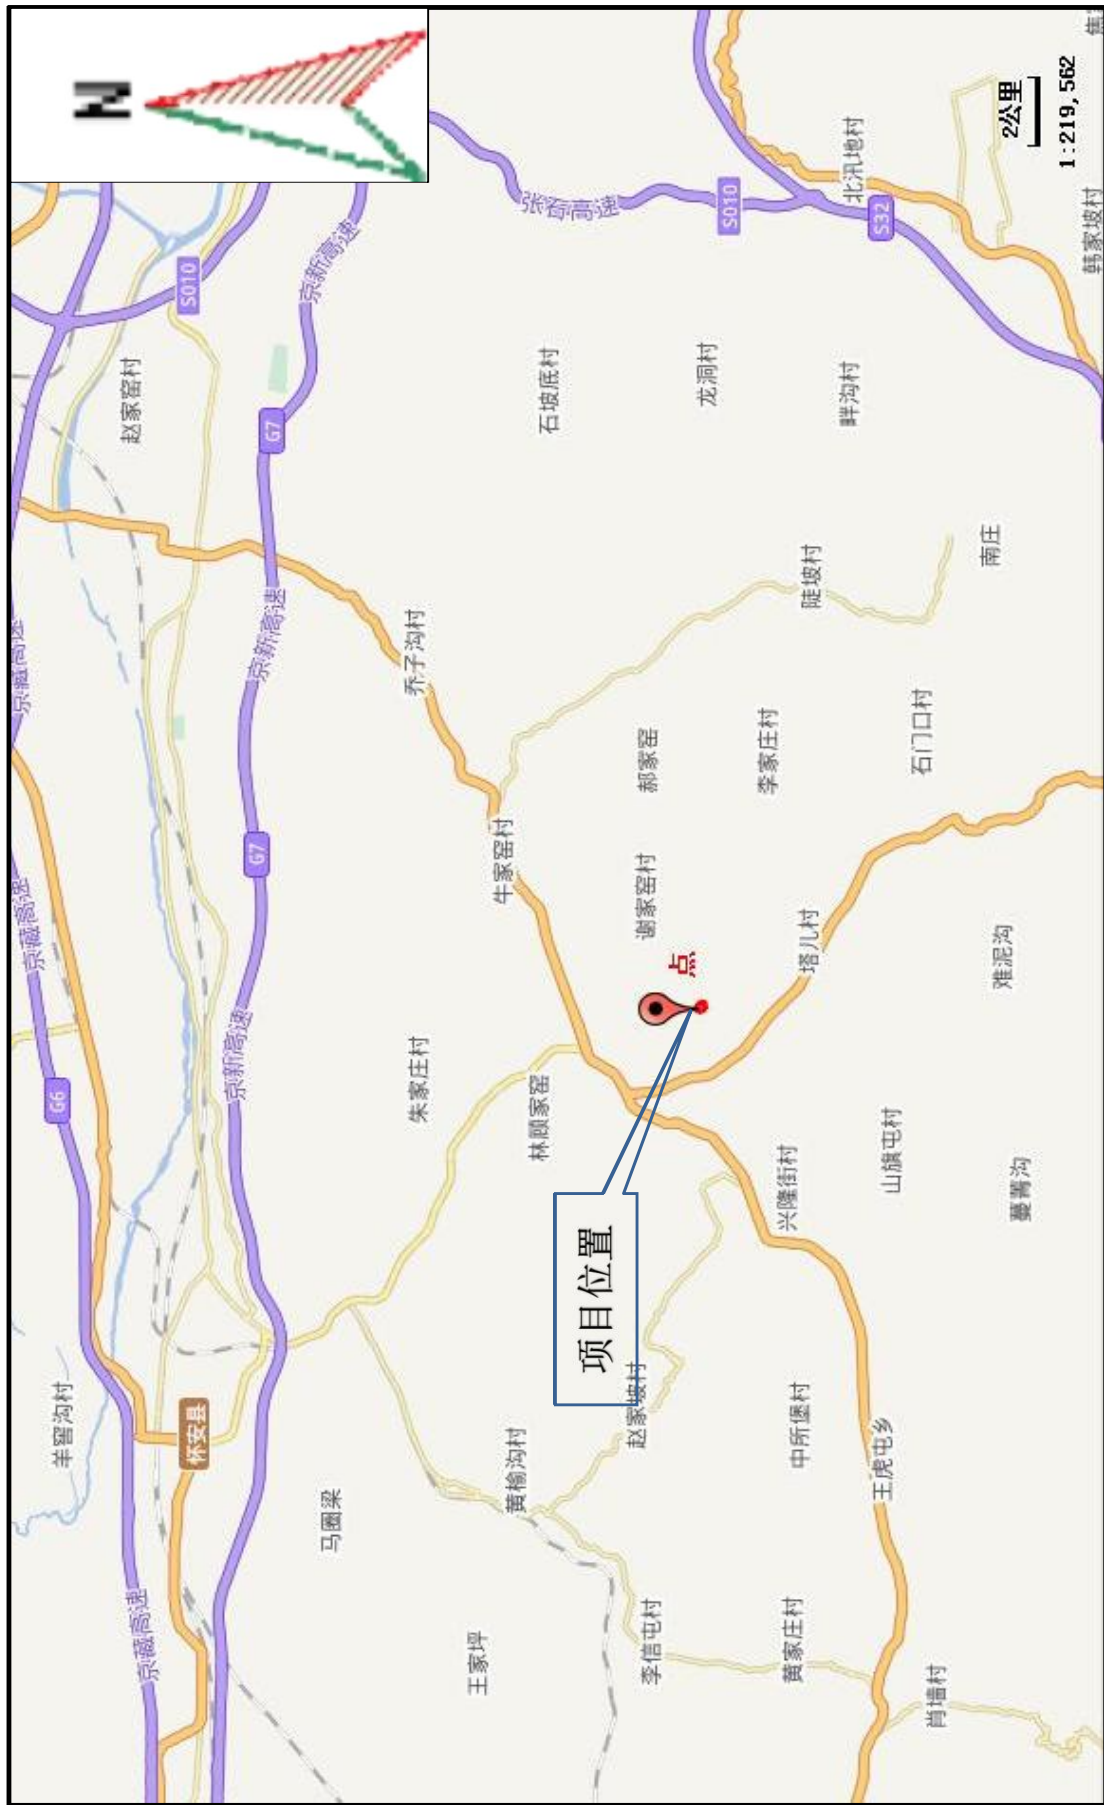 京藏高速
京藏高速
G6
羊窖沟村
N
赵家窑村
京藏高速
S010
怀安县
京新高速
G7
京新高速
G7
京新高速
马圈梁
乔子沟村
朱家庄村
王家坪
牛家窑村
黄榆沟村
林顾家窑
石坡底村
张石高速
项目位置
赵家坡村
谢家窑村
郝家窑
李信屯村
点
龙洞村
S010
李家庄村
兴隆街村
黄家庄村
中所堡村
塔儿村
陡坡村
畔沟村
北汛地村
S32
王虎屯乡
山旗屯村
石门口村
肖墙村
南庄
难泥沟
2公里
蔓菁沟
1:219,562
韩家坡村